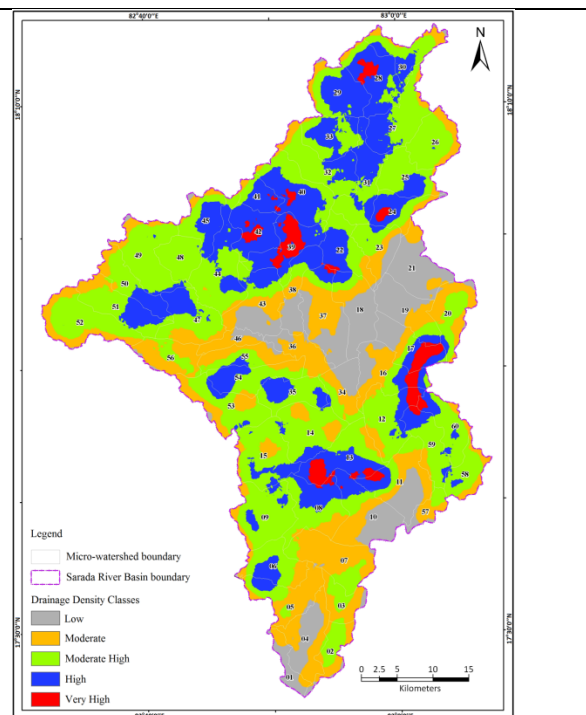 82°40'0"E 83°0'0"E
N
30
28
29
18°10'0"N 18°10'0"N
27
33
26
32
31 25
41 40
24
45
42
39 22 23
49 48
21
44
50 38
51 43 18 19
52 47 37 20
46 36 17
56 55
54 16
35 34
53
12
14 60
59
15 13
58
11
08
09 10 57
Legend
Micro-watershed boundary
Sarada River Basin boundary
07
06
Drainage Density Classes
05 03
Low
17°30'0"N 17°30'0"N
04
Moderate
02
Moderate High
01
High
0 2.5 5 10 15
Kilometers
Very High